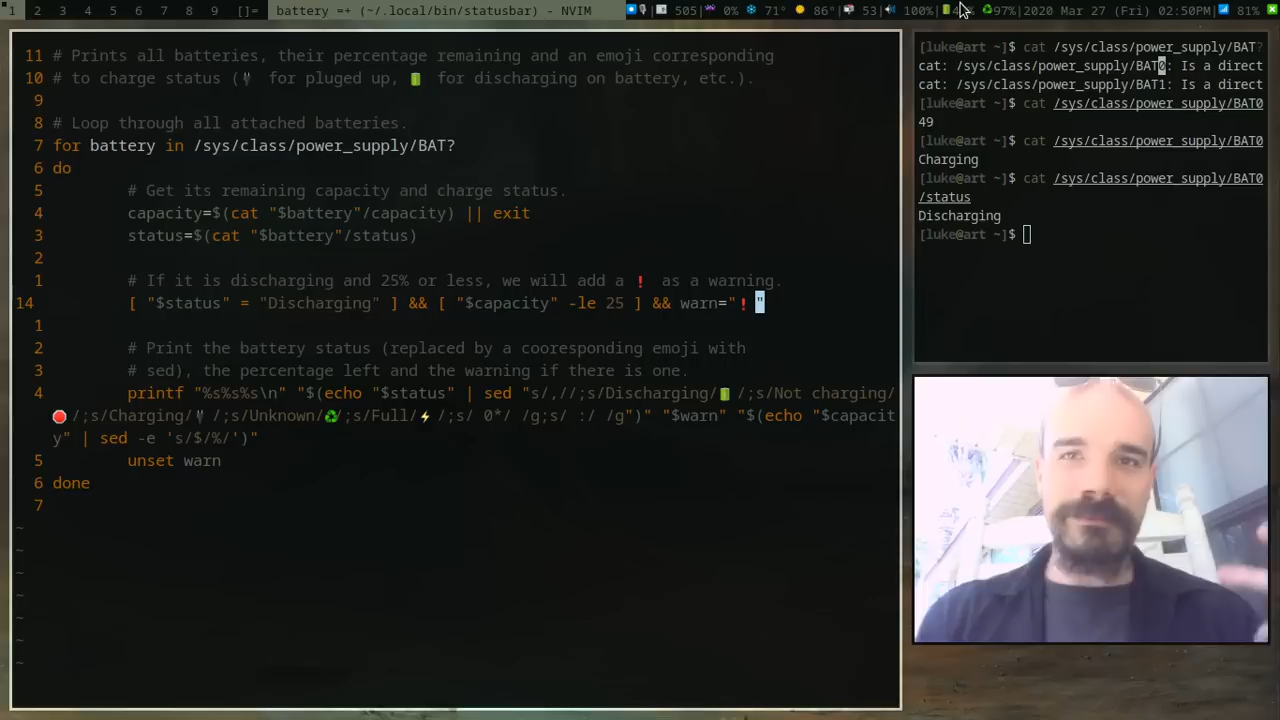 1 2 3 4 5 6 7 8 9 []= battery =+ (~/.local/bin/statusbar) - NVIM 505| 0% 71° 86°| 53| 100%| 97%|2020 Mar 27 (Fri) 02:50PM| 81%
11 # Prints all batteries, their percentage remaining and an emoji corresponding
10 # to charge status (🔌 for pluged up, 🔋 for discharging on battery, etc.).
9
8 # Loop through all attached batteries.
7 for battery in /sys/class/power_supply/BAT?
6 do
5 # Get its remaining capacity and charge status.
4 capacity=$(cat "$battery"/capacity) || exit
3 status=$(cat "$battery"/status)
2
1 # If it is discharging and 25% or less, we will add a ❗ as a warning.
14 [ "$status" = "Discharging" ] && [ "$capacity" -le 25 ] && warn="❗"
1
2 # Print the battery status (replaced by a cooresponding emoji with
3 # sed), the percentage left and the warning if there is one.
4 printf "%s%s%s\n" "$(echo "$status" | sed "s/,//;s/Discharging/🔋/;s/Not charging/
🛑/;s/Charging/🔌/;s/Unknown/♻️/;s/Full/⚡/;s/ 0*/ /g;s/ :/ /g")" "$warn" "$(echo "$capacit
y" | sed -e 's/$/%/')"
5 unset warn
6 done
7
~
~
~
~
~
~
~
[luke@art ~]$ cat /sys/class/power_supply/BAT?
cat: /sys/class/power_supply/BAT0: Is a direct
cat: /sys/class/power_supply/BAT1: Is a direct
[luke@art ~]$ cat /sys/class/power_supply/BAT0
49
[luke@art ~]$ cat /sys/class/power_supply/BAT0
Charging
[luke@art ~]$ cat /sys/class/power_supply/BAT0
/status
Discharging
[luke@art ~]$